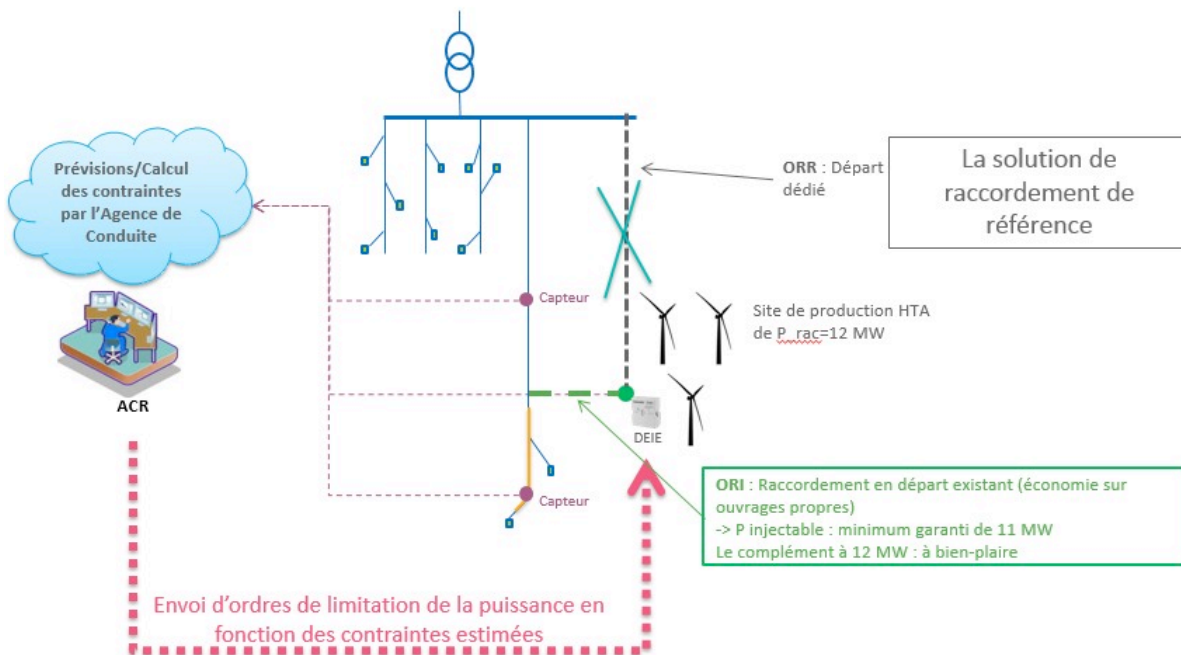 Prévisions/Calcul
des contraintes
par l'Agence de
Conduite
ACR
ORR : Départ
dédié
La solution de
raccordement de
référence
Capteur
Site de production HTA
de P_rac=12 MW
DEIE
Capteur
ORI : Raccordement en départ existant (économie sur
ouvrages propres)
-> P injectable : minimum garanti de 11 MW
Le complément à 12 MW : à bien-plaire
Envoi d'ordres de limitation de la puissance en
fonction des contraintes estimées